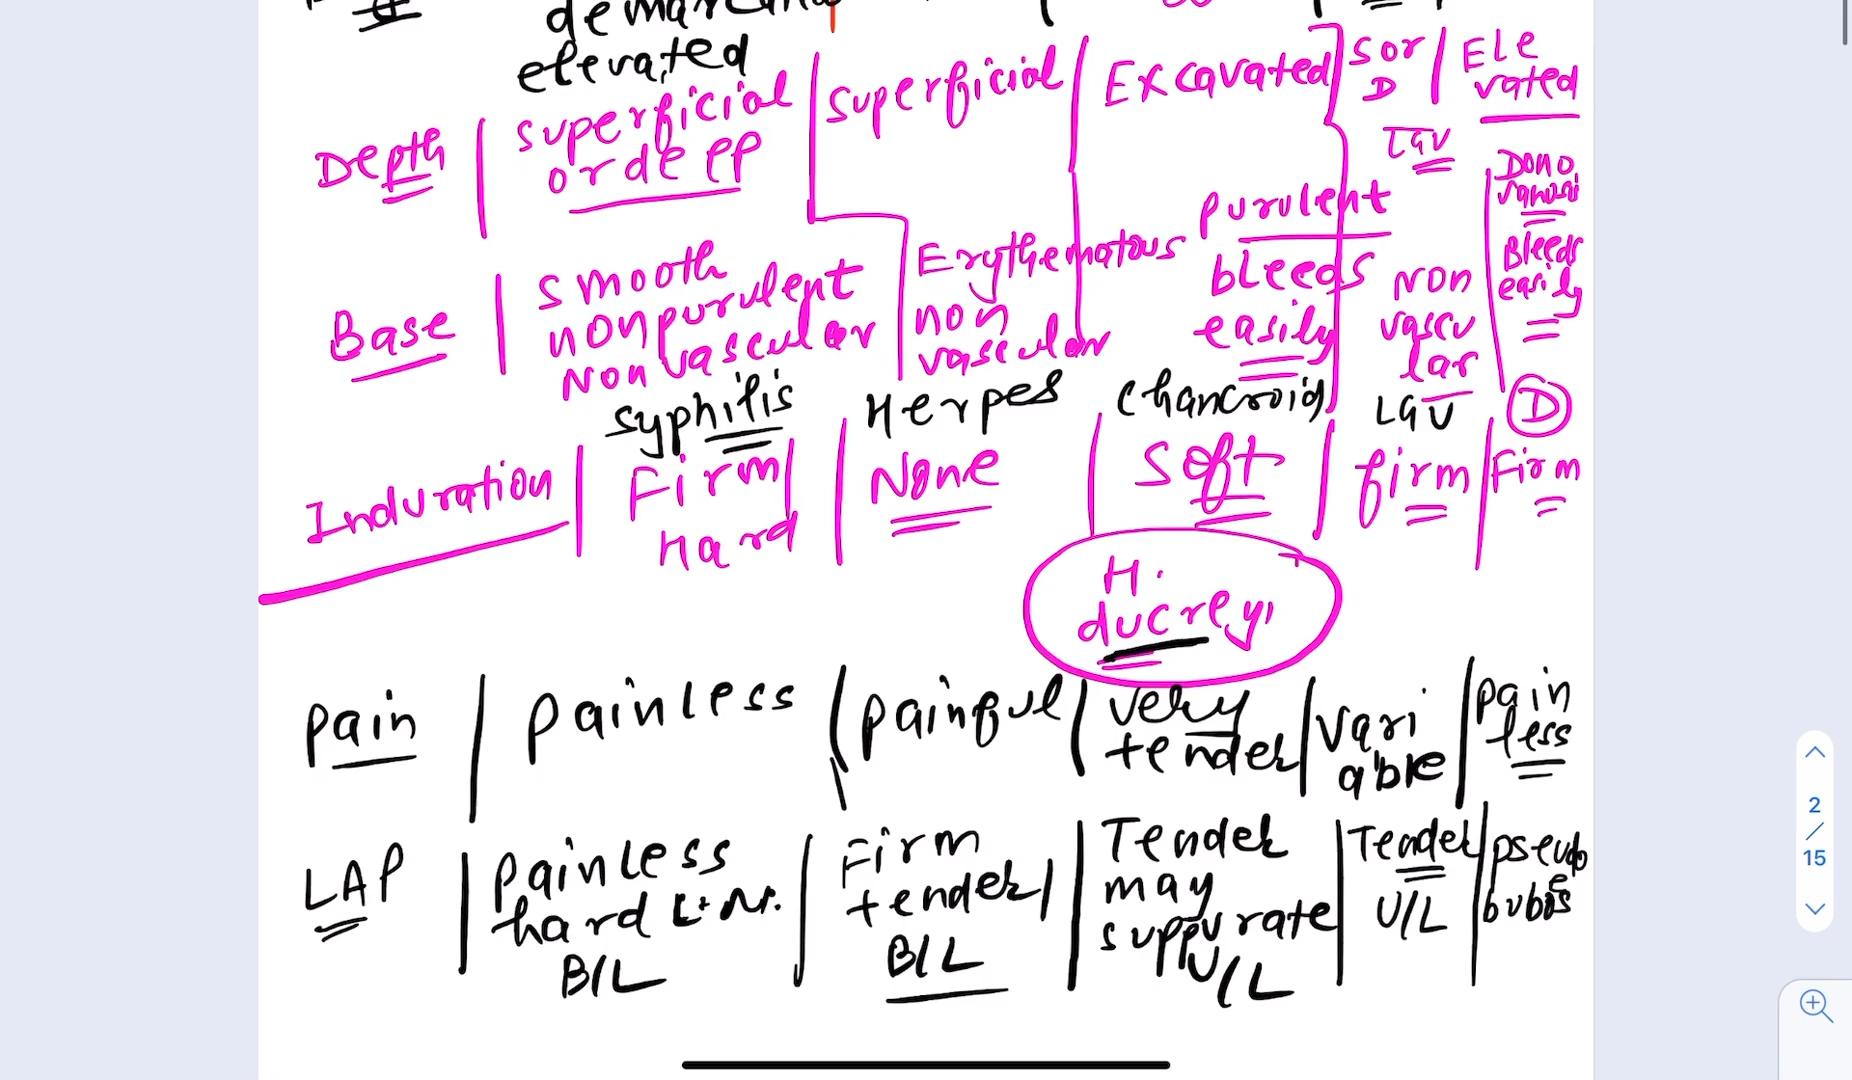 elevated
Depth | superficial or deep | superficial | Excavated | S or D | Elevated
LGV
Donovanosi
Base | smooth nonpurulent Non vascular | Erythematous non vascular | purulent bleeds easily | NON vascular | Bleeds easily
syphilis Herpes Chancroid LGV D
Induration | Firm Hard | None | Soft | firm | Firm
H. ducreyi
Pain | Painless | Painful | very tender | Variable | Painless
LAP | Painless hard B/L | Firm tender B/L | Tender may suppurate U/L | Tender U/L | pseudo buboes
2
/
15